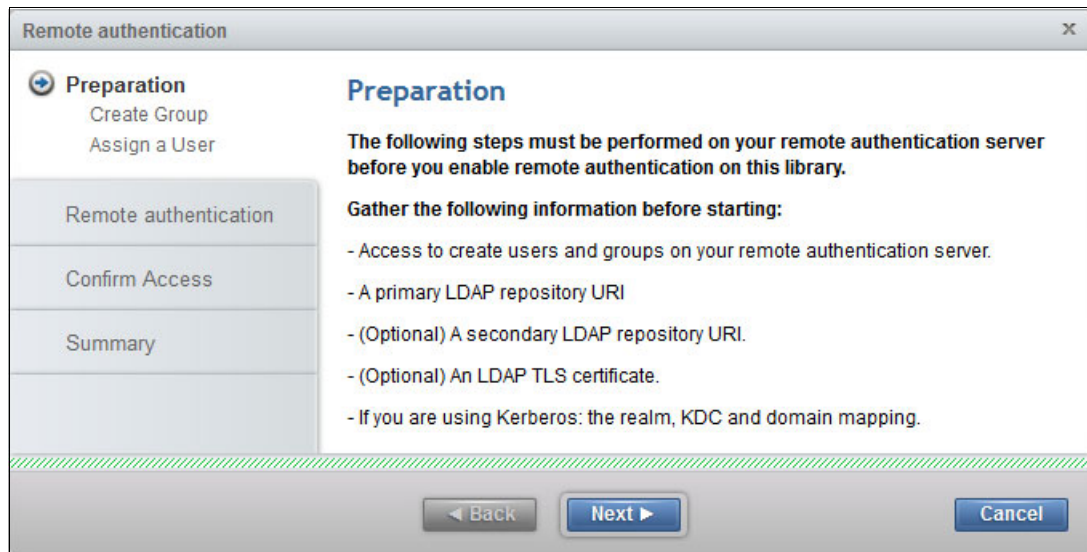 Remote authentication
x
Preparation
Create Group
Assign a User
Remote authentication
Confirm Access
Summary
Preparation
The following steps must be performed on your remote authentication server
before you enable remote authentication on this library.
Gather the following information before starting:
- Access to create users and groups on your remote authentication server.
- A primary LDAP repository URI
- (Optional) A secondary LDAP repository URI.
- (Optional) An LDAP TLS certificate.
- If you are using Kerberos: the realm, KDC and domain mapping.
Back
Next
Cancel